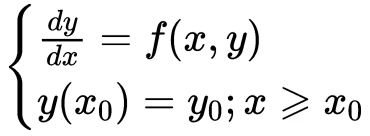 dy/dx = f(x, y)
y(x₀) = y₀; x ⩾ x₀